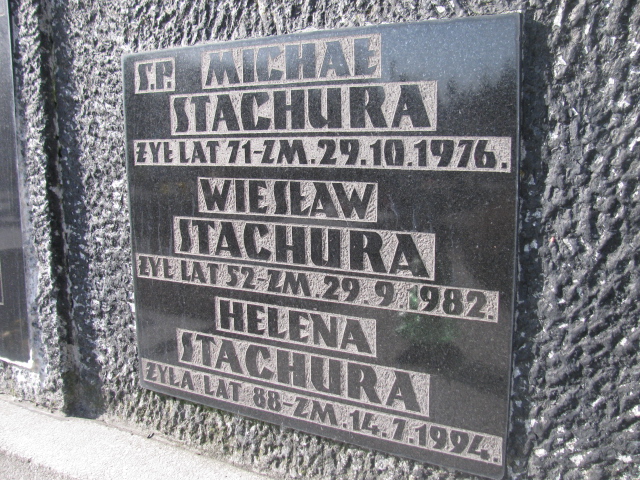 Ś.P. MICHAŁ
STACHURA
ŻYŁ LAT 71-ZM.29.10.1976.
WIESŁAW
STACHURA
ŻYŁ LAT 52-ZM.29 9.1982.
HELENA
STACHURA
ŻYŁA LAT 88-ZM.14.7.1994.